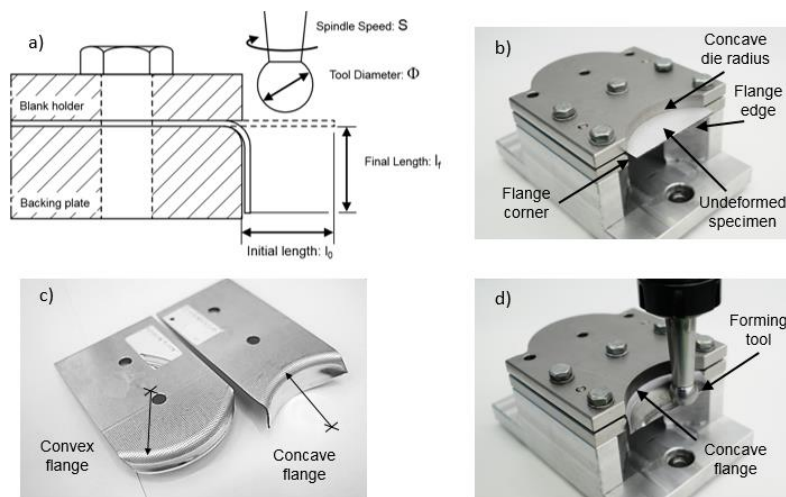 a)
Spindle Speed: S
Tool Diameter: Φ
Blank holder
Final Length: lf
Backing plate
Initial length: l0
b)
Concave
die radius
Flange
edge
Flange
corner
Undeformed
specimen
c)
Convex
flange
Concave
flange
d)
Forming
tool
Concave
flange